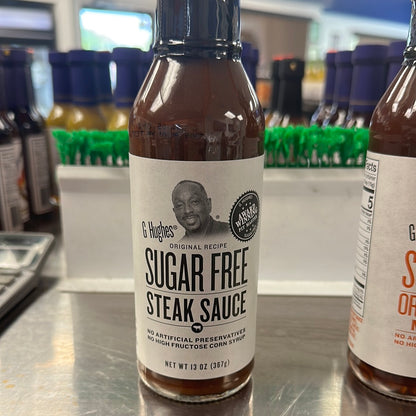 G Hughes®
ORIGINAL RECIPE
SUGAR FREE
STEAK SAUCE
NO ARTIFICIAL PRESERVATIVES
NO HIGH FRUCTOSE CORN SYRUP
NET WT 13 OZ (367g)